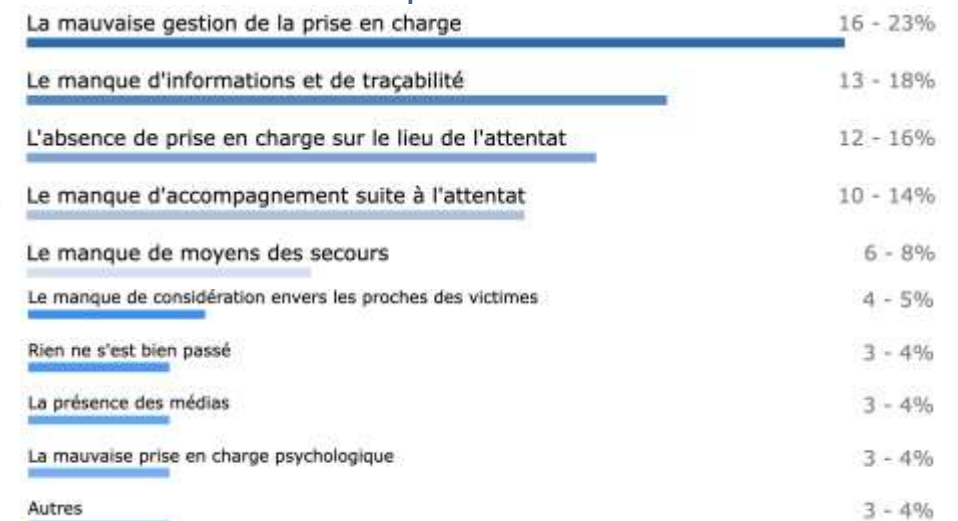 La mauvaise gestion de la prise en charge 16 - 23%
Le manque d'informations et de traçabilité 13 - 18%
L'absence de prise en charge sur le lieu de l'attentat 12 - 16%
Le manque d'accompagnement suite à l'attentat 10 - 14%
Le manque de moyens des secours 6 - 8%
Le manque de considération envers les proches des victimes 4 - 5%
Rien ne s'est bien passé 3 - 4%
La présence des médias 3 - 4%
La mauvaise prise en charge psychologique 3 - 4%
Autres 3 - 4%